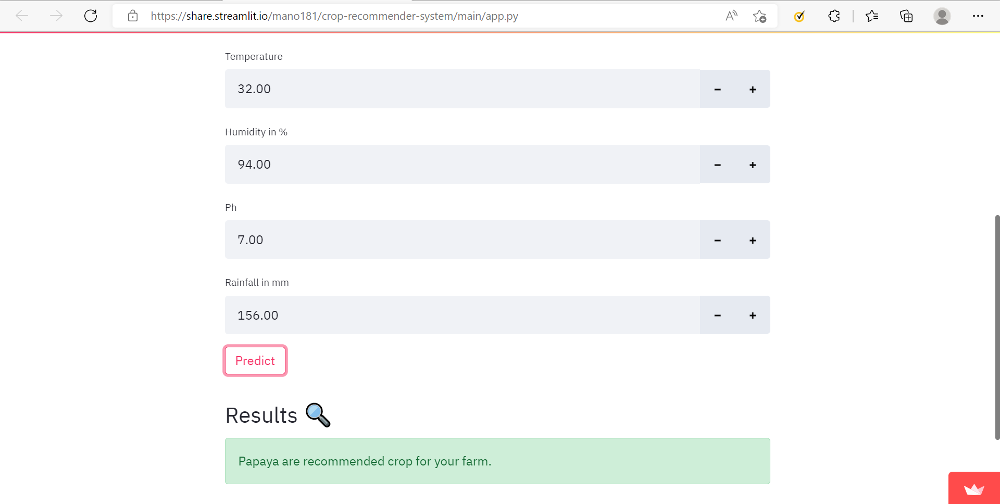 https://share.streamlit.io/mano181/crop-recommender-system/main/app.py
Temperature
32.00
Humidity in %
94.00
Ph
7.00
Rainfall in mm
156.00
Predict
Results
Papaya are recommended crop for your farm.